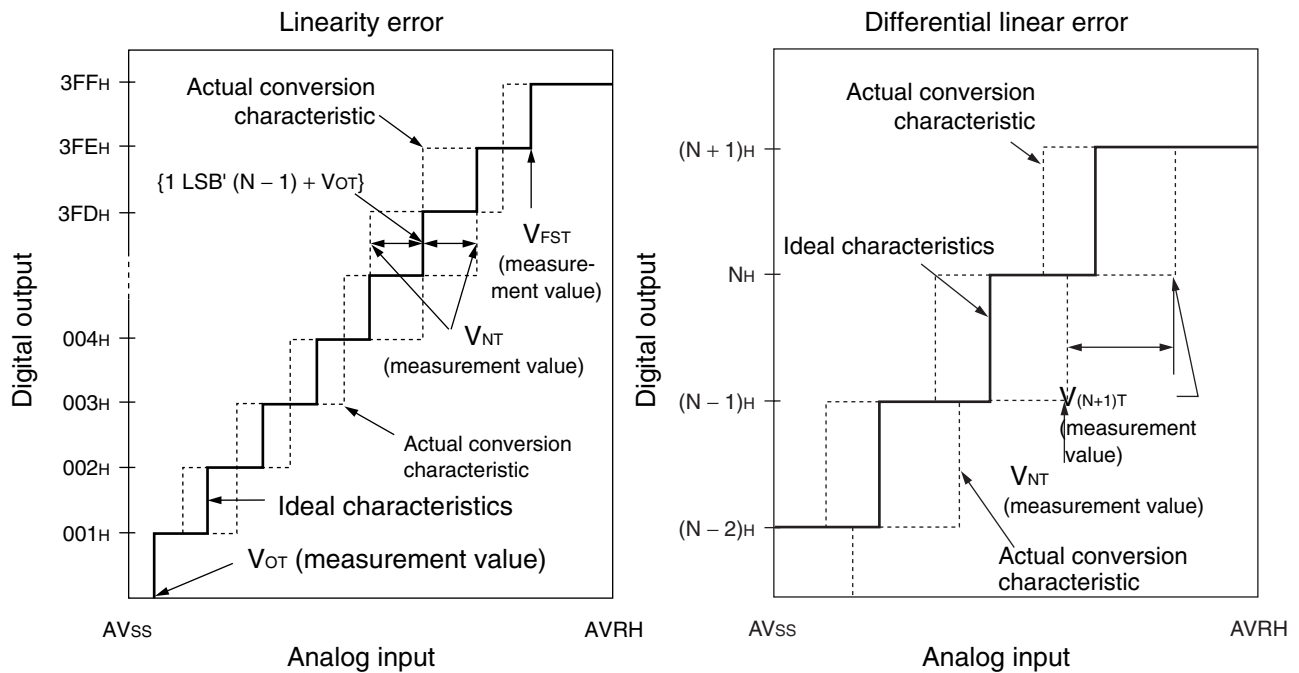 Linearity error
3FFH
3FEH
3FDH
004H
003H
002H
001H
Digital output
Actual conversion
characteristic
{1 LSB' (N − 1) + VOT}
VFST
(measure-
ment value)
VNT
(measurement value)
Actual conversion
characteristic
Ideal characteristics
VOT (measurement value)
AVSS
AVRH
Analog input
Differential linear error
(N + 1)H
NH
(N − 1)H
(N − 2)H
Digital output
Actual conversion
characteristic
Ideal characteristics
V(N+1)T
(measurement
value)
VNT
(measurement value)
Actual conversion
characteristic
AVSS
AVRH
Analog input